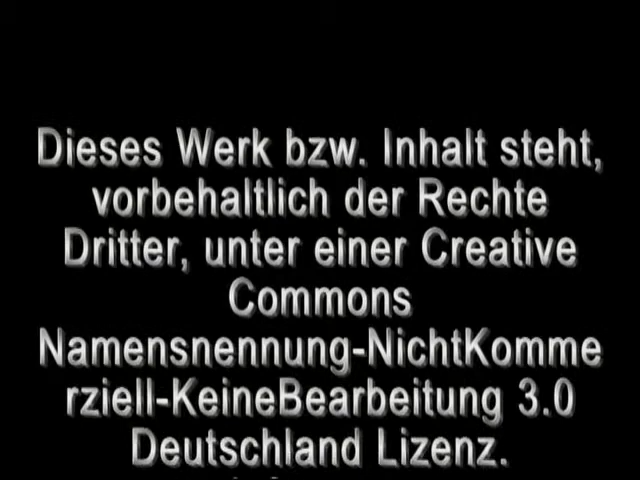 Dieses Werk bzw. Inhalt steht,
vorbehaltlich der Rechte
Dritter, unter einer Creative
Commons
Namensnennung-NichtKomme
rziell-KeineBearbeitung 3.0
Deutschland Lizenz.